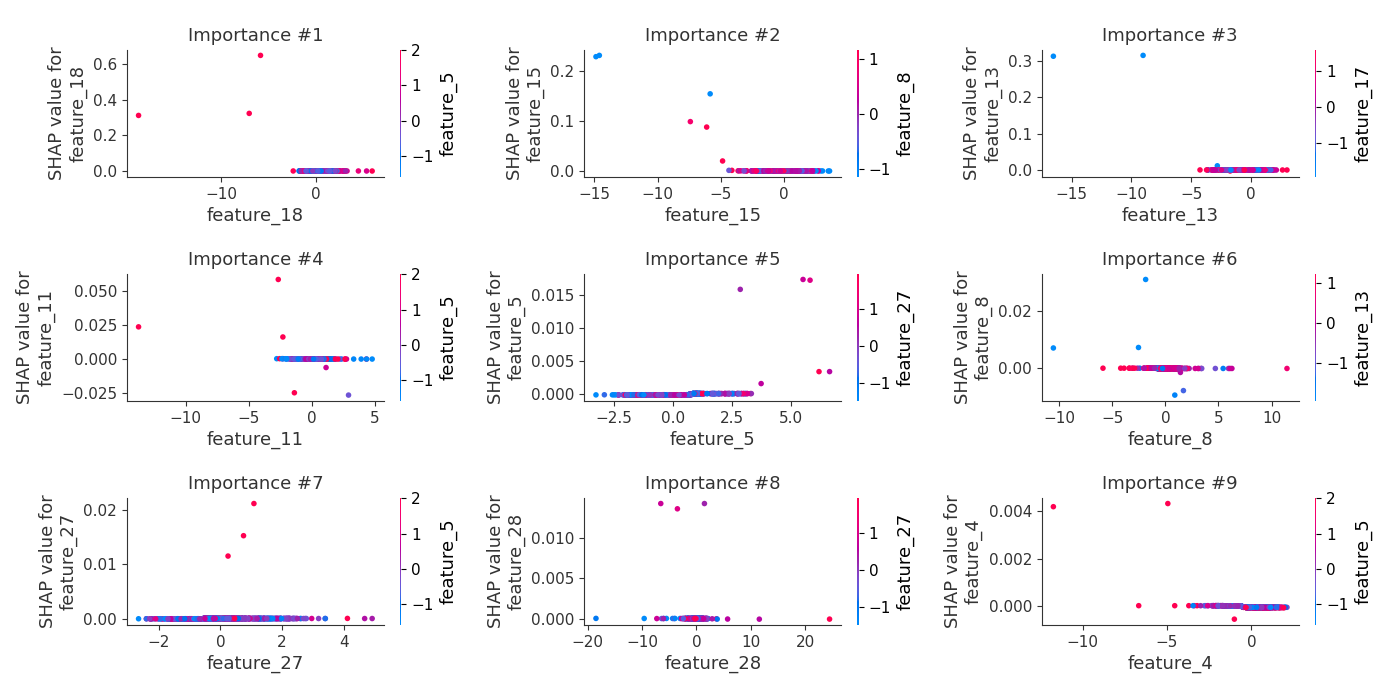 Importance #1
SHAP value for
feature_18
0.6
0.4
0.2
0.0
−10
0
feature_18
2
1
0
−1
feature_5
Importance #2
SHAP value for
feature_15
0.2
0.1
0.0
−15
−10
−5
0
feature_15
1
0
−1
feature_8
Importance #3
SHAP value for
feature_13
0.3
0.2
0.1
0.0
−15
−10
−5
0
feature_13
1
0
−1
feature_17
Importance #4
SHAP value for
feature_11
0.050
0.025
0.000
−0.025
−10
−5
0
5
feature_11
2
1
0
−1
feature_5
Importance #5
SHAP value for
feature_5
0.015
0.010
0.005
0.000
−2.5
0.0
2.5
5.0
feature_5
1
0
−1
feature_27
Importance #6
SHAP value for
feature_8
0.02
0.00
−10
−5
0
5
10
feature_8
1
0
−1
feature_13
Importance #7
SHAP value for
feature_27
0.02
0.01
0.00
−2
0
2
4
feature_27
2
1
0
−1
feature_5
Importance #8
SHAP value for
feature_28
0.010
0.005
0.000
−20
−10
0
10
20
feature_28
1
0
−1
feature_27
Importance #9
SHAP value for
feature_4
0.004
0.002
0.000
−10
−5
0
feature_4
2
1
0
−1
feature_5